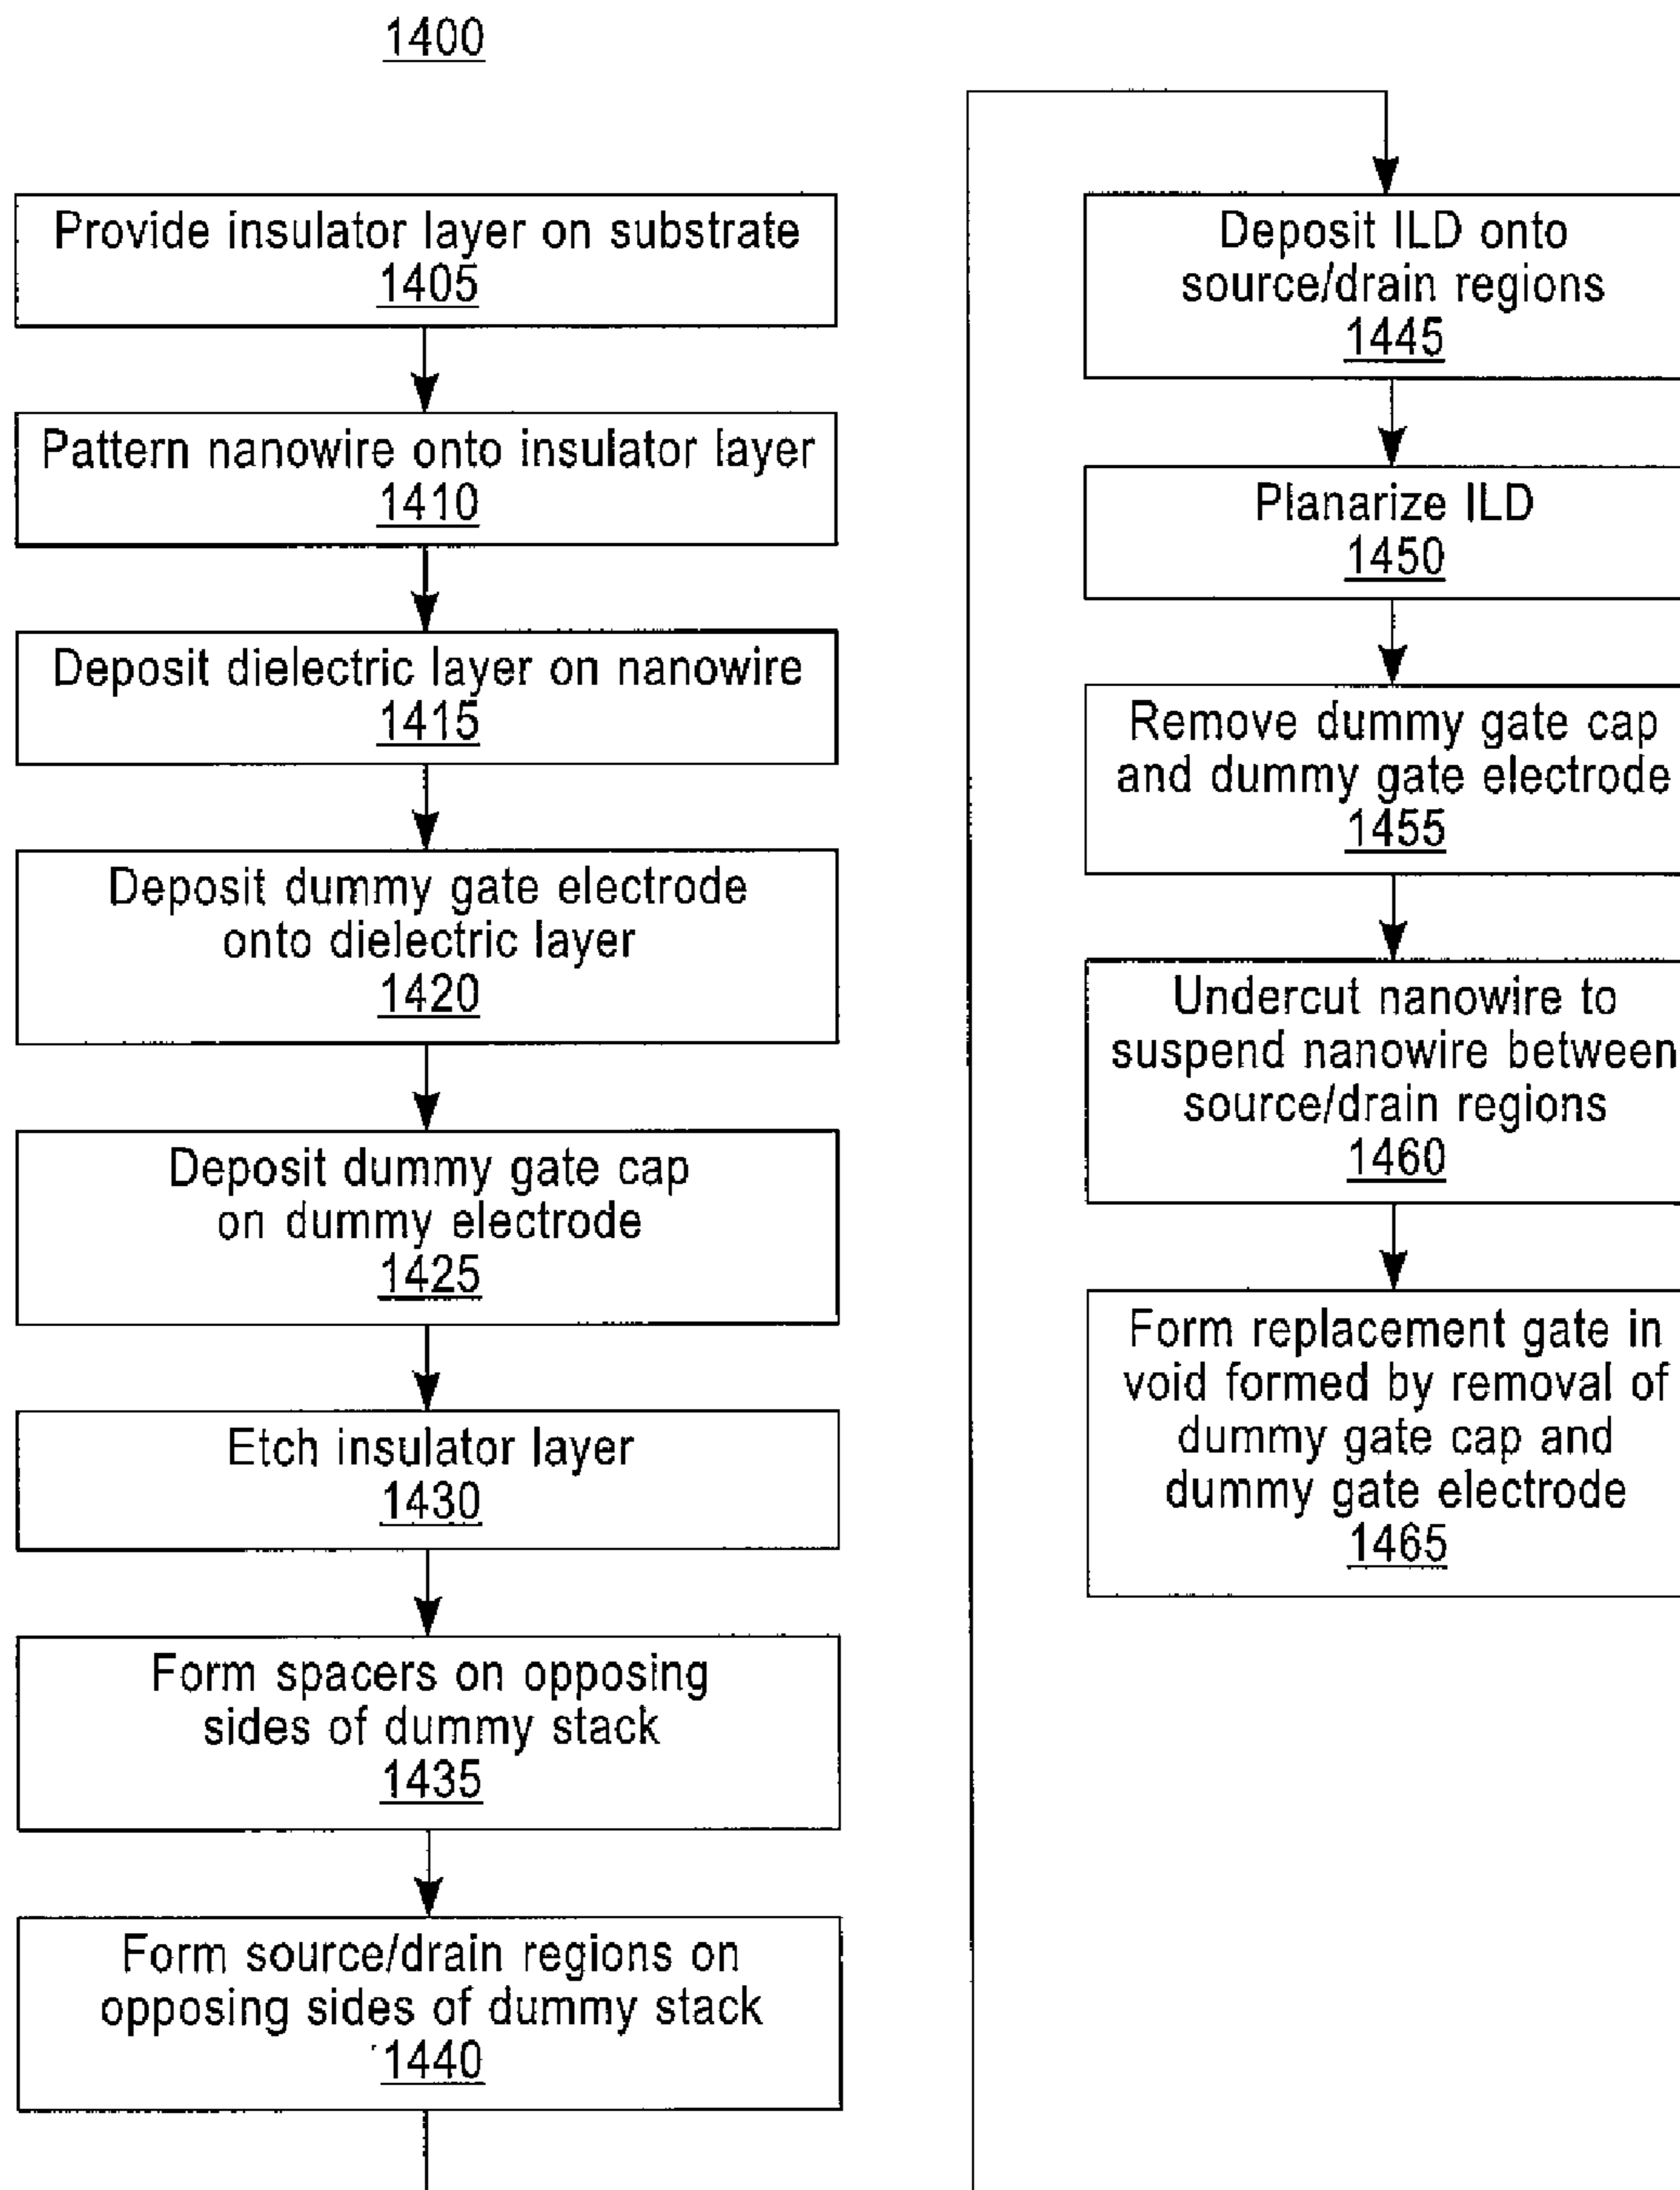 1400
Provide insulator layer on substrate
1405
Pattern nanowire onto insulator layer
1410
Deposit dielectric layer on nanowire
1415
Deposit dummy gate electrode
onto dielectric layer
1420
Deposit dummy gate cap
on dummy electrode
1425
Etch insulator layer
1430
Form spacers on opposing
sides of dummy stack
1435
Form source/drain regions on
opposing sides of dummy stack
1440
Deposit ILD onto
source/drain regions
1445
Planarize ILD
1450
Remove dummy gate cap
and dummy gate electrode
1455
Undercut nanowire to
suspend nanowire between
source/drain regions
1460
Form replacement gate in
void formed by removal of
dummy gate cap and
dummy gate electrode
1465